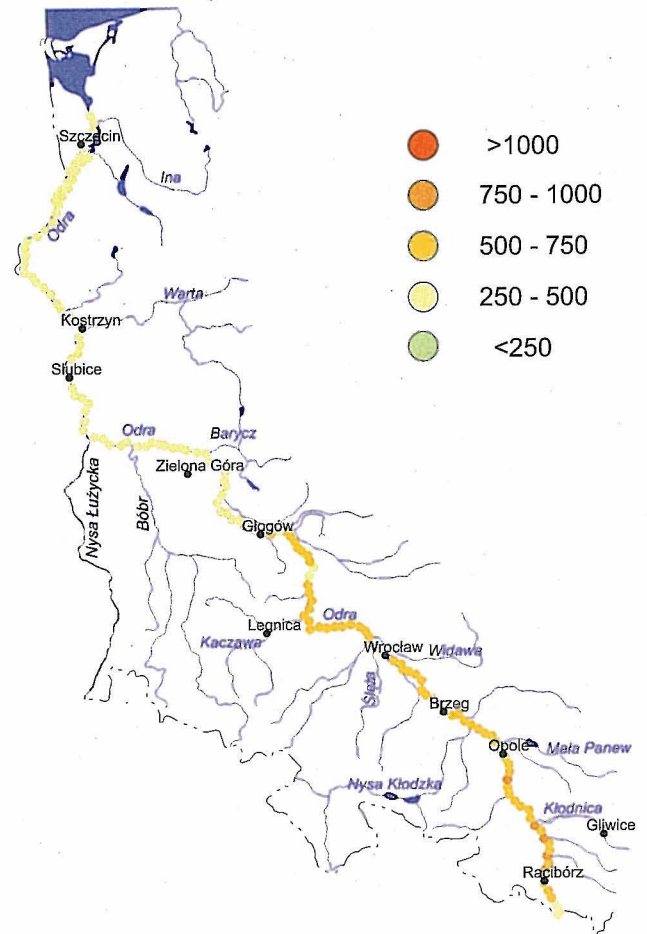 Szczecin
Ina
Odra
Warta
Kostrzyn
Słubice
Odra
Barycz
Zielona Góra
Nysa Łużycka
Bóbr
Głogów
Odra
Legnica
Kaczawa
Wrocław
Widawa
Ślęża
Brzeg
Opole
Mała Panew
Nysa Kłodzka
Kłodnica
Gliwice
Racibórz
>1000
750 - 1000
500 - 750
250 - 500
<250